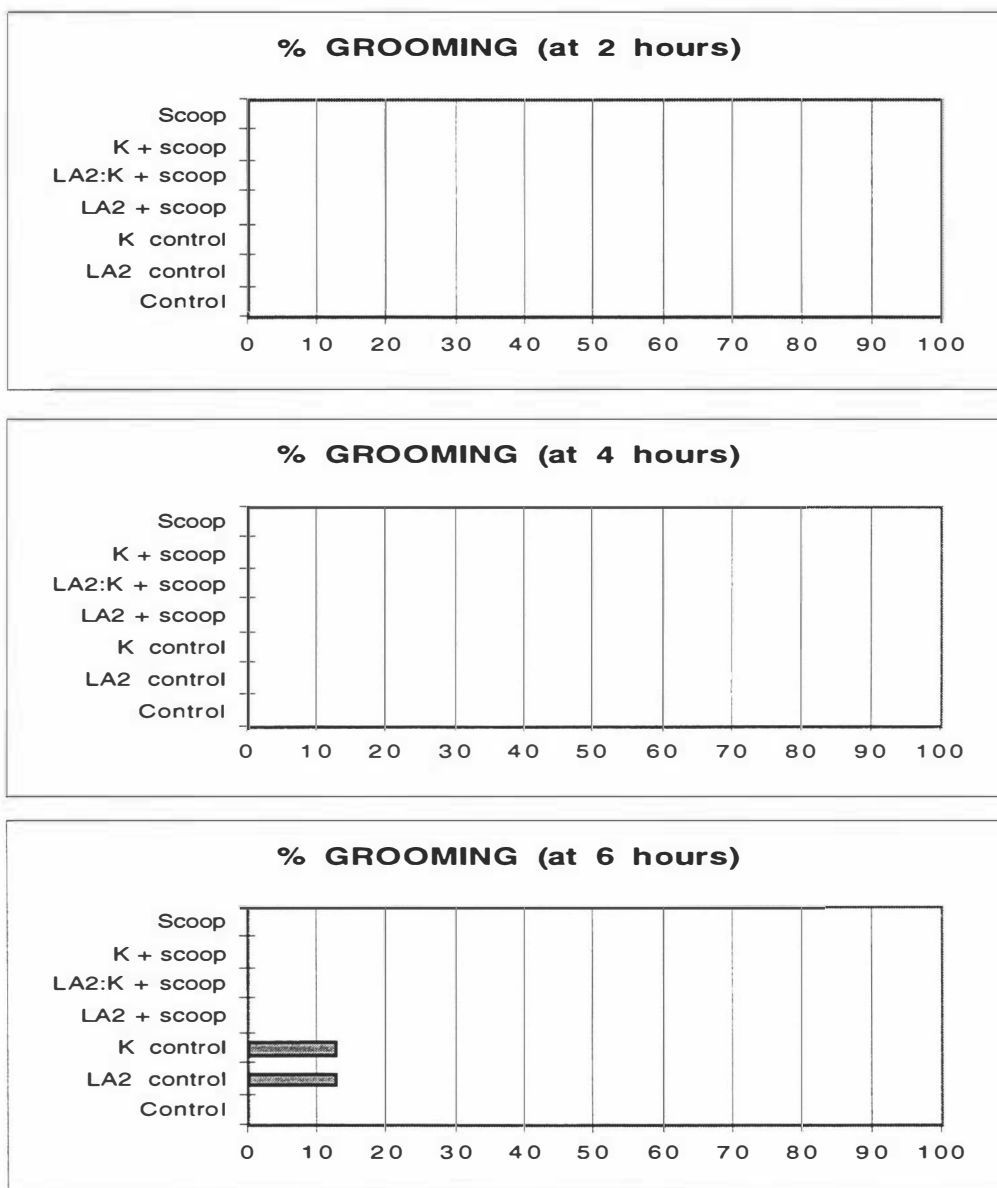 % GROOMING (at 2 hours)
Scoop
K + scoop
LA2:K + scoop
LA2 + scoop
K control
LA2 control
Control
0 10 20 30 40 50 60 70 80 90 100
% GROOMING (at 4 hours)
Scoop
K + scoop
LA2:K + scoop
LA2 + scoop
K control
LA2 control
Control
0 10 20 30 40 50 60 70 80 90 100
% GROOMING (at 6 hours)
Scoop
K + scoop
LA2:K + scoop
LA2 + scoop
K control
LA2 control
Control
0 10 20 30 40 50 60 70 80 90 100